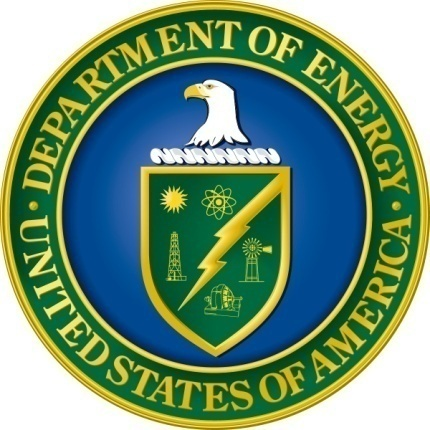 DEPARTMENT OF ENERGY
UNITED STATES OF AMERICA